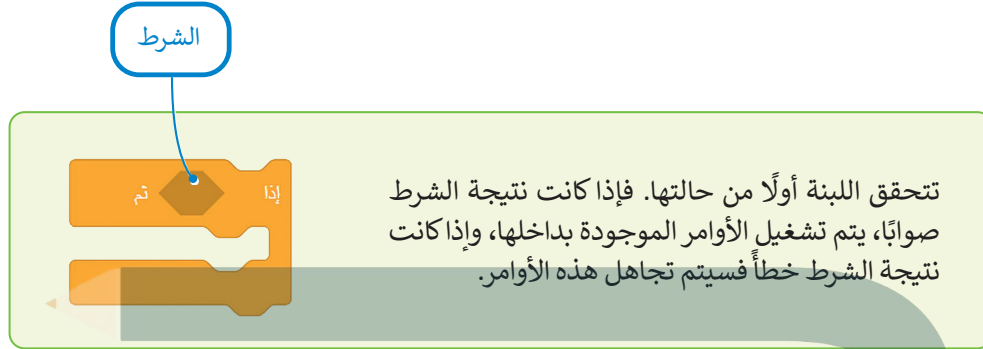 الشرط
إذا ثم
تتحقق اللبنة أولًا من حالتها. فإذا كانت نتيجة الشرط
صوابًا، يتم تشغيل الأوامر الموجودة بداخلها، وإذا كانت
نتيجة الشرط خطأً فسيتم تجاهل هذه الأوامر.